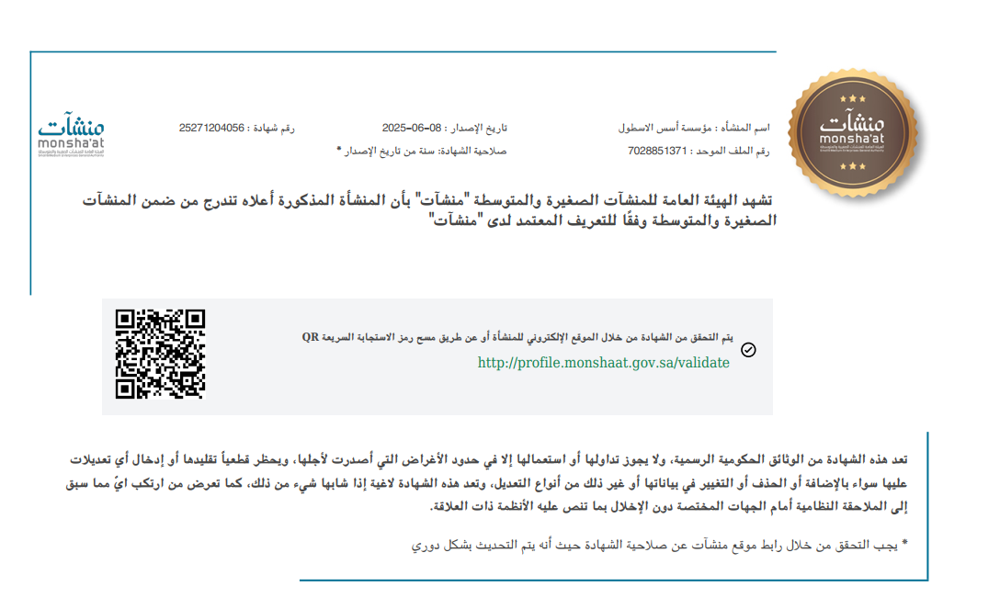 منشآت
monsha'at
اسم المنشأه : مؤسسة أسس الاسطول
تاريخ الإصدار : 08-06-2025
رقم شهادة : 25271204056
منشآت
monsha'at
رقم الملف الموحد : 7028851371
صلاحية الشهادة: سنة من تاريخ الإصدار *
تشهد الهيئة العامة للمنشآت الصغيرة والمتوسطة "منشآت" بأن المنشأة المذكورة أعلاه تندرج من ضمن المنشآت
الصغيرة والمتوسطة وفقًا للتعريف المعتمد لدى "منشآت"
يتم التحقق من الشهادة من خلال الموقع الإلكتروني للمنشأة أو عن طريق مسح رمز الاستجابة السريعة QR
http://profile.monshaat.gov.sa/validate
تعد هذه الشهادة من الوثائق الحكومية الرسمية، ولا يجوز تداولها أو استعمالها إلا في حدود الأغراض التي أصدرت لأجلها، ويحظر قطعياً تقليدها أو إدخال أي تعديلات
عليها سواء بالإضافة أو الحذف أو التغيير في بياناتها أو غير ذلك من أنواع التعديل، وتعد هذه الشهادة لاغية إذا شابها شيء من ذلك، كما تعرض من ارتكب ايً مما سبق
إلى الملاحقة النظامية أمام الجهات المختصة دون الإخلال بما تنص عليه الأنظمة ذات العلاقة.
* يجب التحقق من خلال رابط موقع منشآت عن صلاحية الشهادة حيث أنه يتم التحديث بشكل دوري